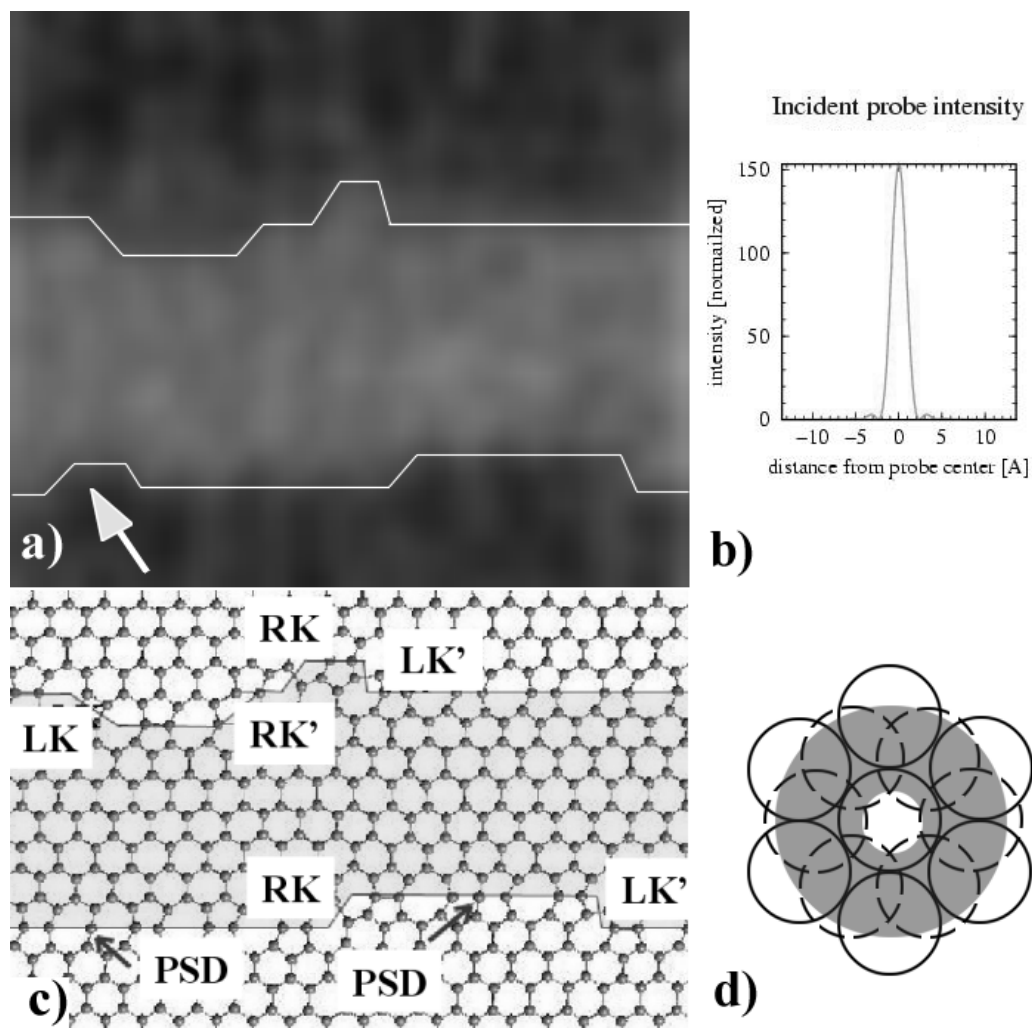 a)
Incident probe intensity
intensity [normailzed]
150
100
50
0
−10 −5 0 5 10
distance from probe center [A]
b)
RK
LK'
LK
RK'
RK
LK'
PSD
PSD
c)
d)